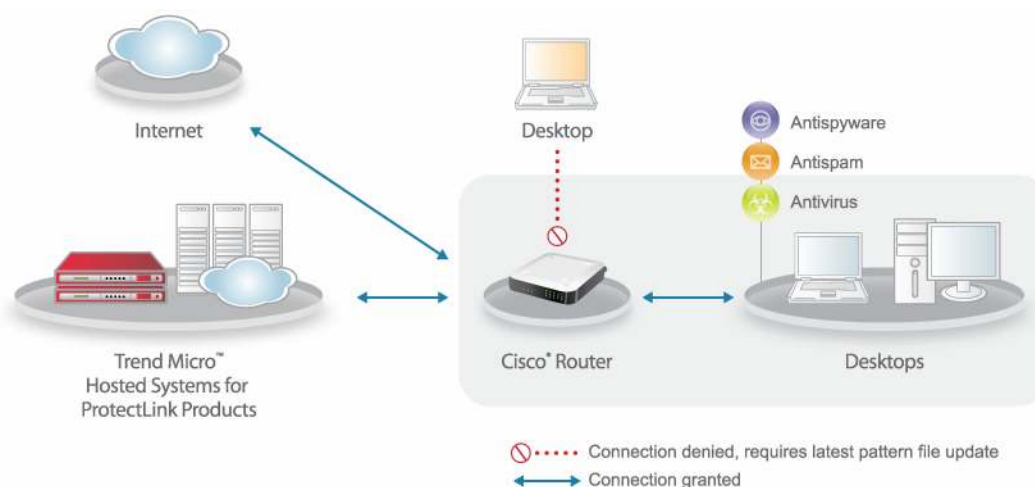 Internet
Desktop
Antispyware
Antispam
Antivirus
Trend Micro™
Hosted Systems for
ProtectLink Products
Cisco® Router
Desktops
Connection denied, requires latest pattern file update
Connection granted